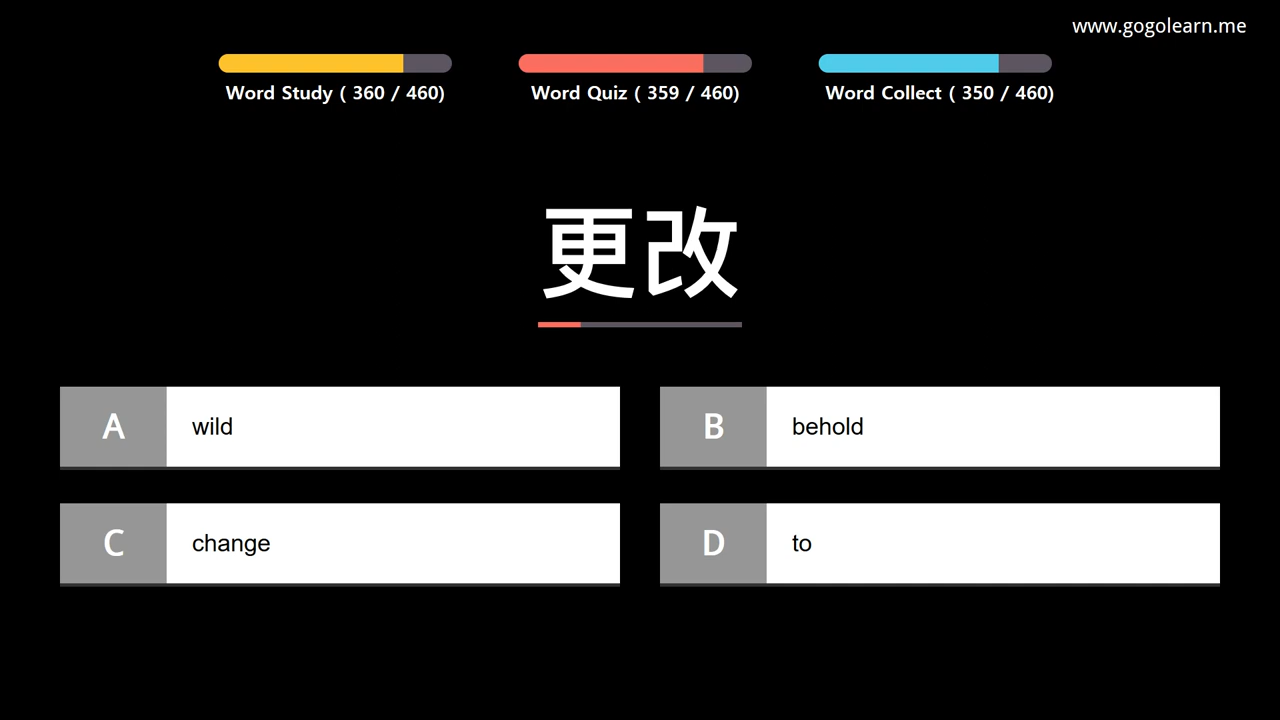 www.gogolearn.me
Word Study ( 360 / 460)
Word Quiz ( 359 / 460)
Word Collect ( 350 / 460)
更改
A wild
B behold
C change
D to